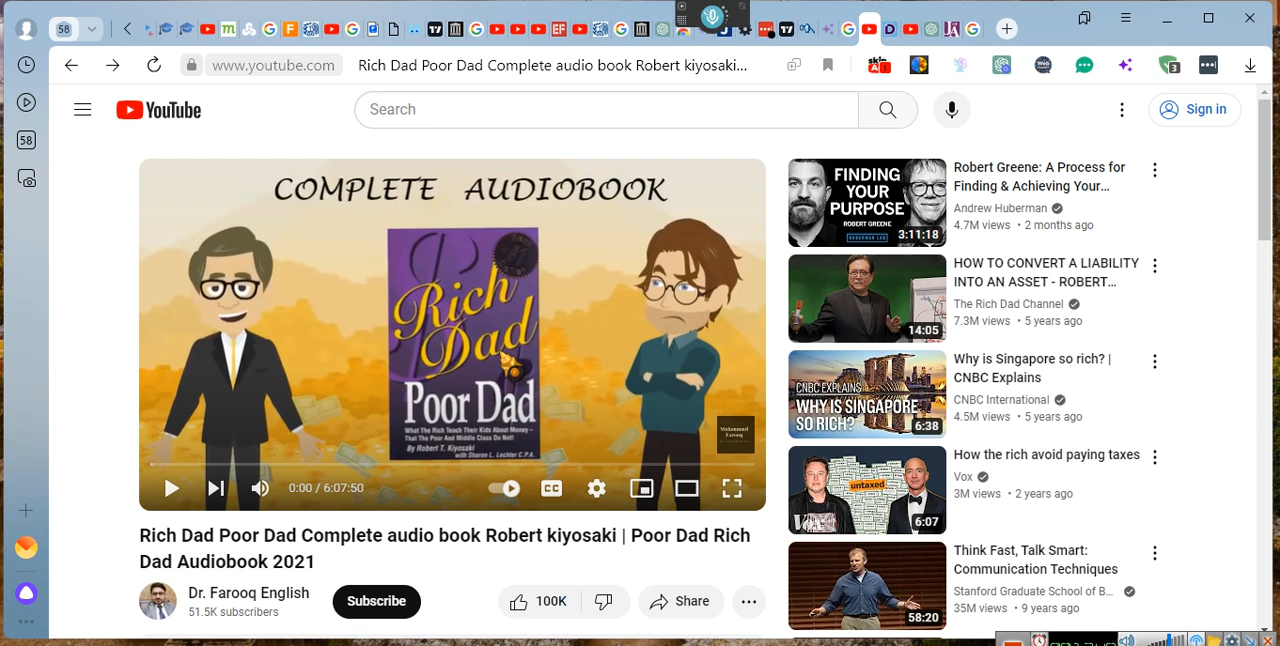 58
www.youtube.com
Rich Dad Poor Dad Complete audio book Robert kiyosaki...
3
58
YouTube
Search
Sign in
COMPLETE AUDIOBOOK
Rich
Dad
Poor Dad
What The Rich Teach Their Kids About Money –
That The Poor And Middle Class Do Not!
By Robert T. Kiyosaki
with Sharon L. Lechter C.P.A.
Muhammad
Farooq
0:00 / 6:07:50
CC
Rich Dad Poor Dad Complete audio book Robert kiyosaki | Poor Dad Rich
Dad Audiobook 2021
Dr. Farooq English
51.5K subscribers
Subscribe
100K
Share
FINDING
YOUR
PURPOSE
ROBERT GREENE
HUBERMAN LAB
3:11:18
Robert Greene: A Process for
Finding & Achieving Your...
Andrew Huberman
4.7M views • 2 months ago
14:05
HOW TO CONVERT A LIABILITY
INTO AN ASSET - ROBERT...
The Rich Dad Channel
7.3M views • 5 years ago
CNBC EXPLAINS
WHY IS SINGAPORE
SO RICH?
6:38
Why is Singapore so rich? |
CNBC Explains
CNBC International
4.5M views • 5 years ago
untaxed
Vox
6:07
How the rich avoid paying taxes
Vox
3M views • 2 years ago
58:20
Think Fast, Talk Smart:
Communication Techniques
Stanford Graduate School of B...
35M views • 9 years ago